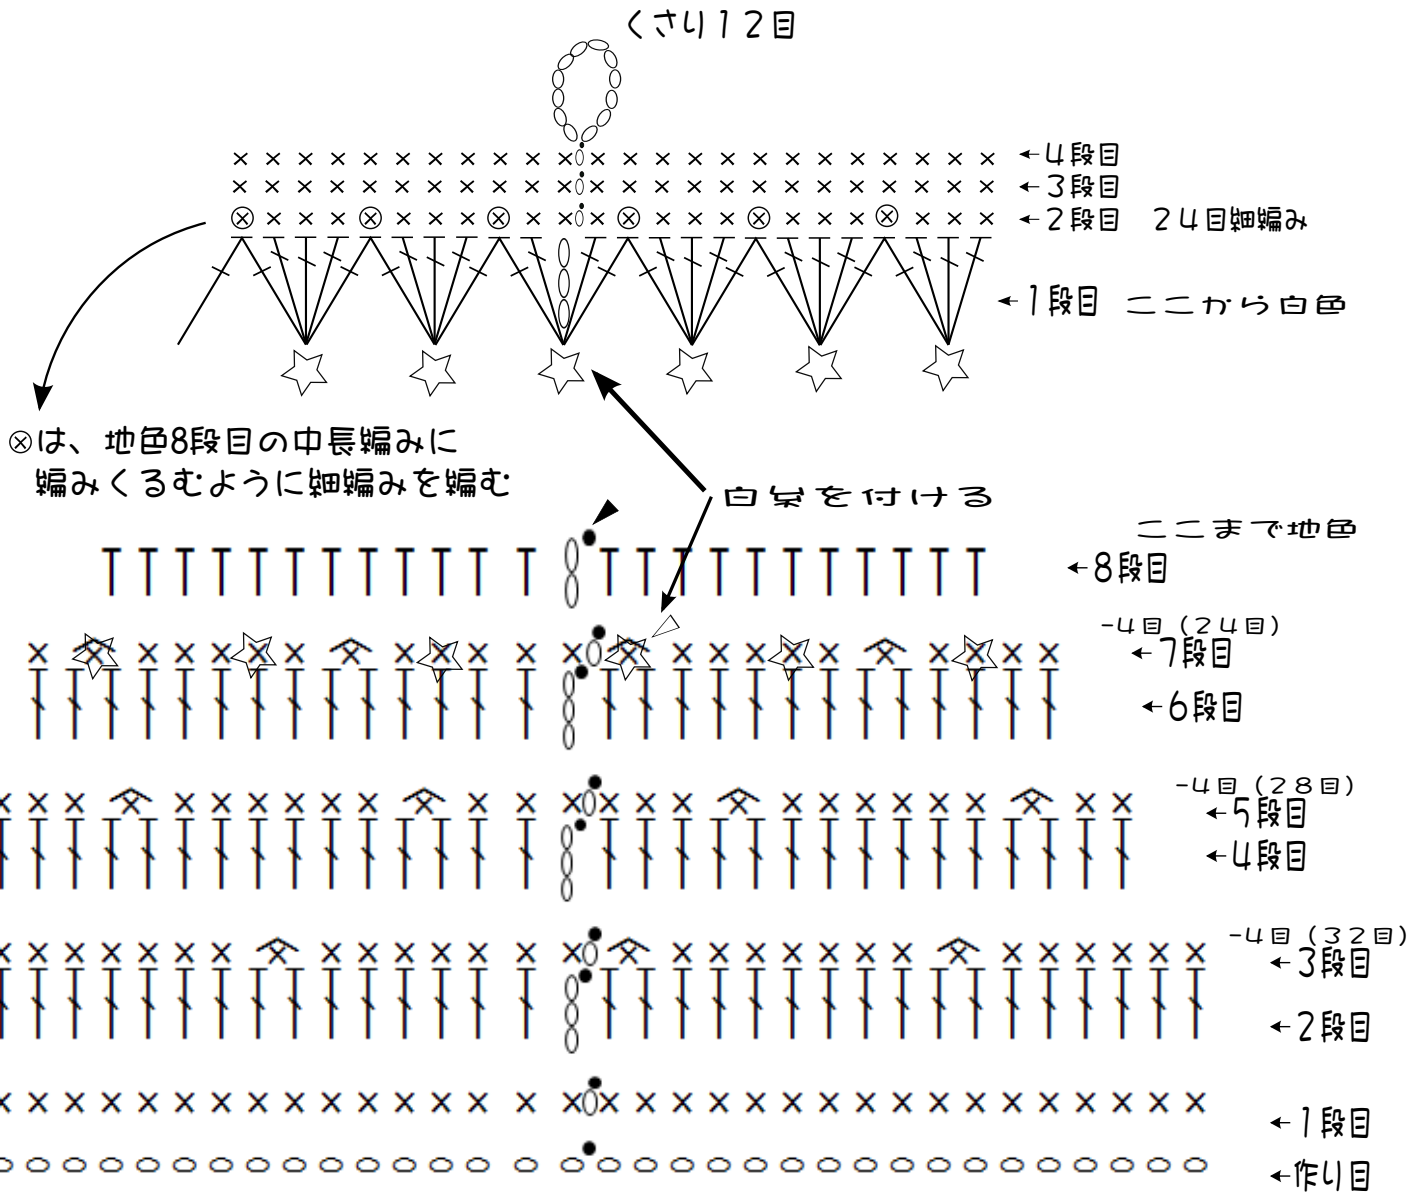 くさり12目
←4段目
←3段目
←2段目　24目細編み
←1段目　ここから白色
⊗は、地色8段目の中長編みに
編みくるむように細編みを編む
白糸を付ける
ここまで地色
←8段目
-4目（24目）
←7段目
←6段目
-4目（28目）
←5段目
←4段目
-4目（32目）
←3段目
←2段目
←1段目
←作り目